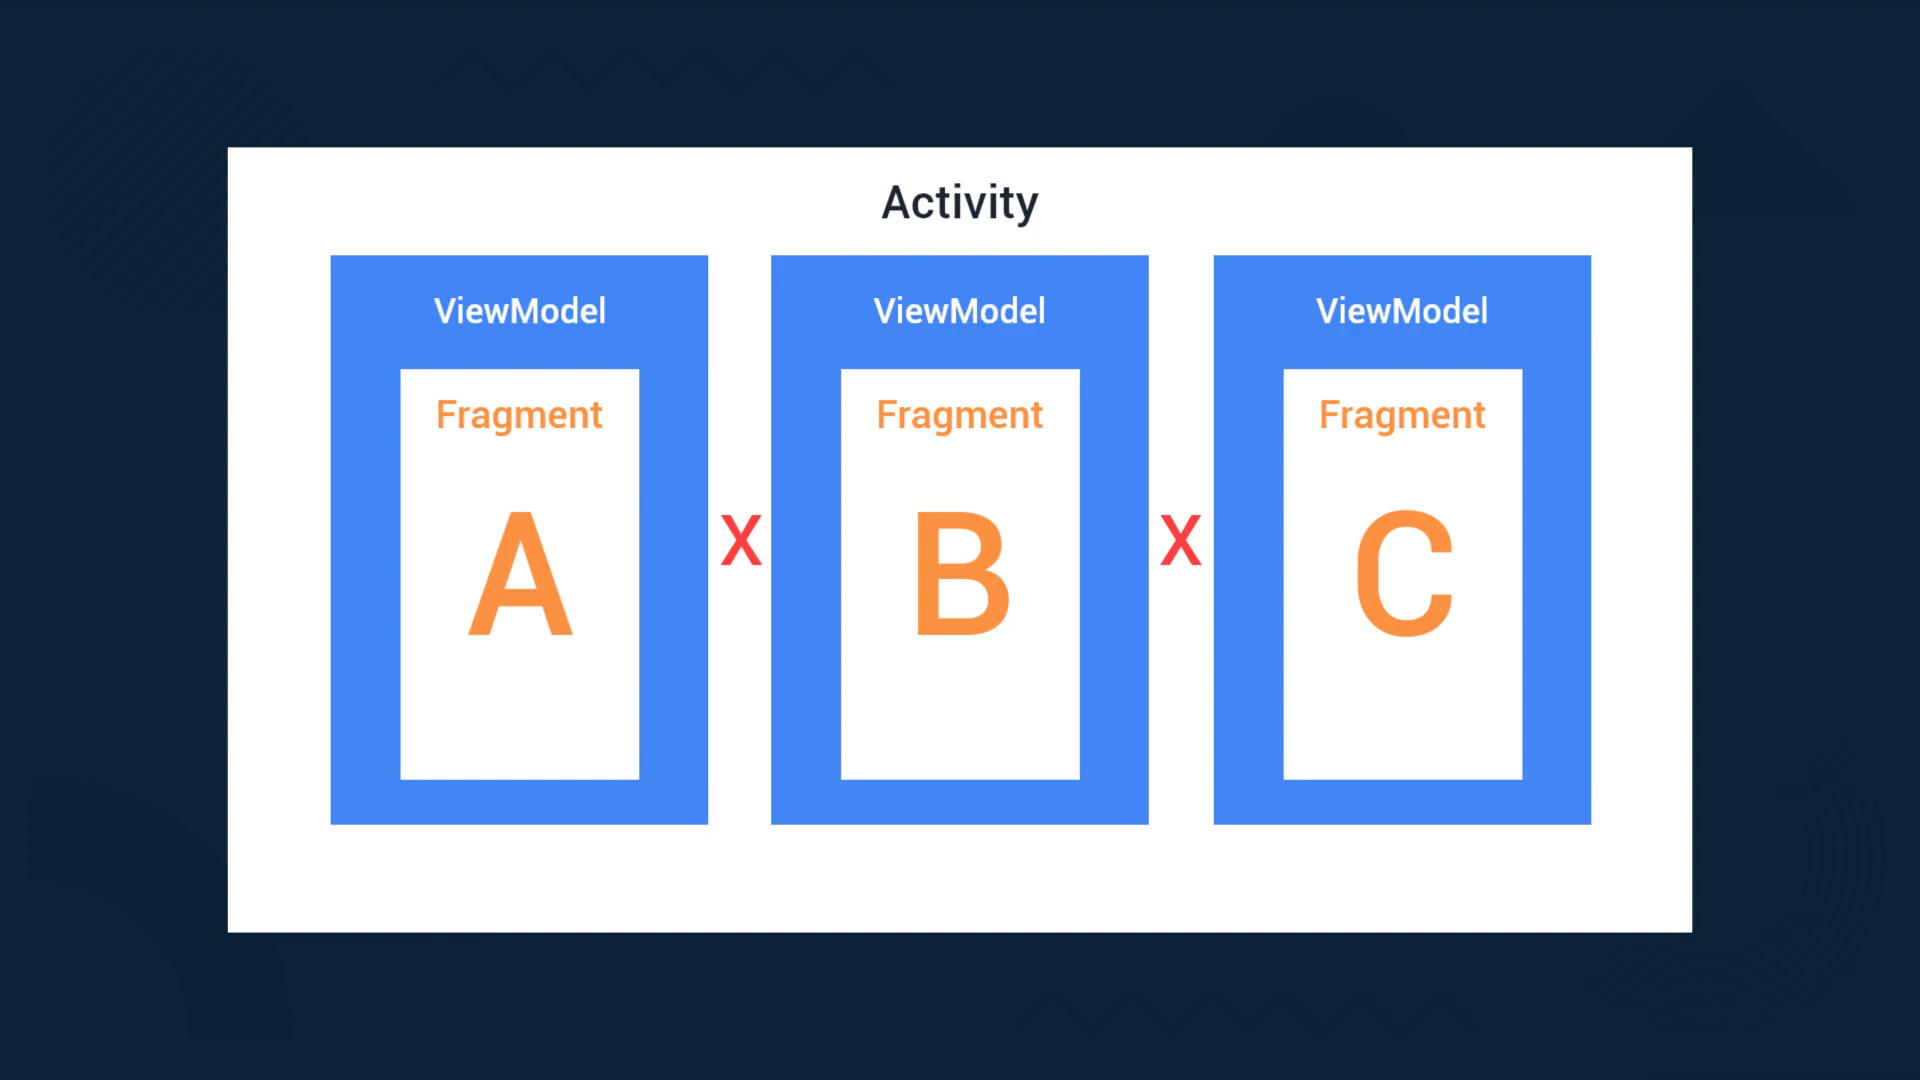 Activity
ViewModel
Fragment
A
X
ViewModel
Fragment
B
X
ViewModel
Fragment
C